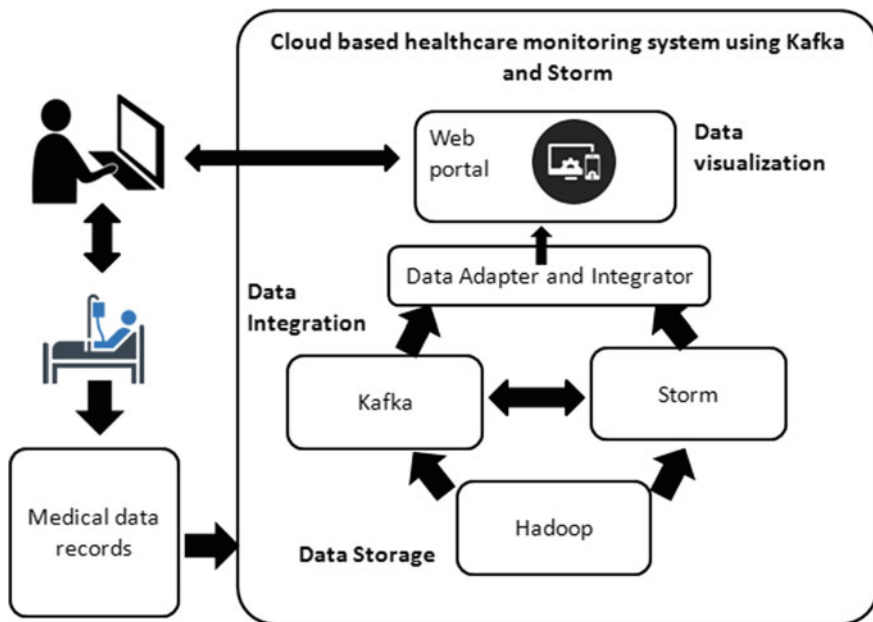 Cloud based healthcare monitoring system using Kafka
and Storm
Web
portal
Data
visualization
Data Adapter and Integrator
Data
Integration
Kafka
Storm
Medical data
records
Hadoop
Data Storage